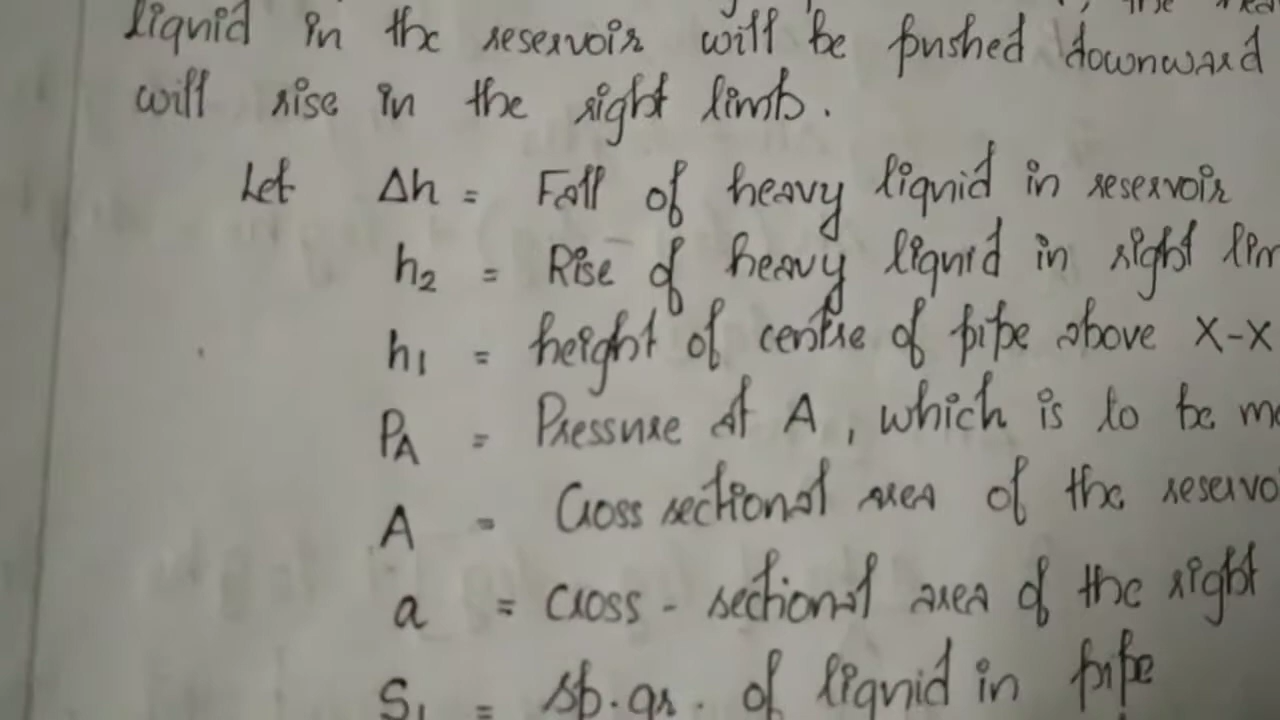 liquid in the reservoir will be pushed downward
will rise in the right limb.
Let Δh = Fall of heavy liquid in reservoir
h₂ = Rise of heavy liquid in right
h₁ = height of centre of pipe above X-X
PA = Pressure at A, which is to be
A = Cross sectional area of the
a = cross-sectional area of the right
S₁ = sp.gr. of liquid in pipe